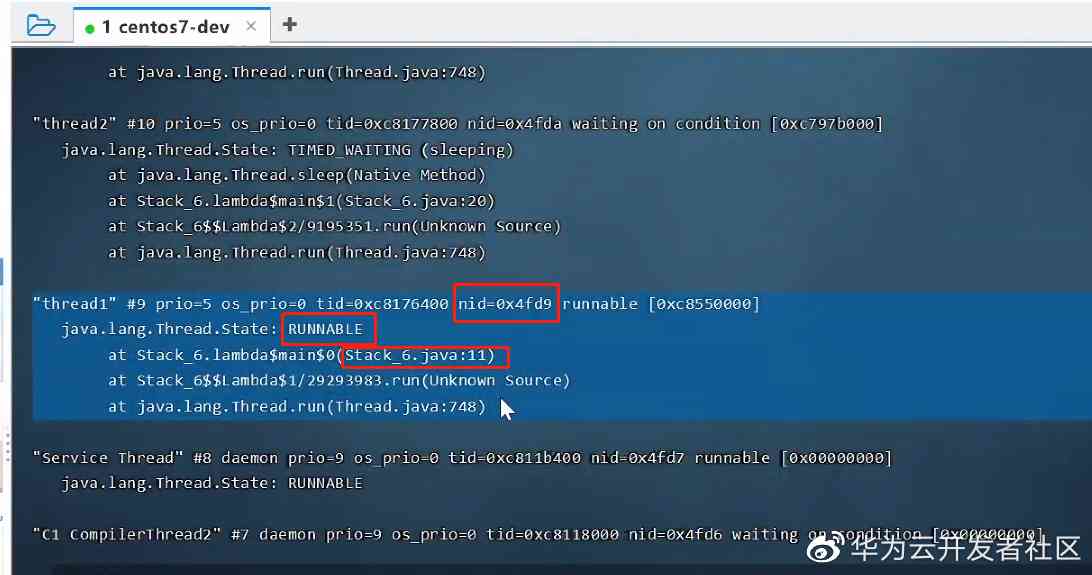 1 centos7-dev × +
at java.lang.Thread.run(Thread.java:748)
"thread2" #10 prio=5 os_prio=0 tid=0xc8177800 nid=0x4fda waiting on condition [0xc797b000]
java.lang.Thread.State: TIMED_WAITING (sleeping)
at java.lang.Thread.sleep(Native Method)
at Stack_6.lambda$main$1(Stack_6.java:20)
at Stack_6$$Lambda$2/9195351.run(Unknown Source)
at java.lang.Thread.run(Thread.java:748)
"thread1" #9 prio=5 os_prio=0 tid=0xc8176400 nid=0x4fd9 runnable [0xc8550000]
java.lang.Thread.State: RUNNABLE
at Stack_6.lambda$main$0(Stack_6.java:11)
at Stack_6$$Lambda$1/29293983.run(Unknown Source)
at java.lang.Thread.run(Thread.java:748)
"Service Thread" #8 daemon prio=9 os_prio=0 tid=0xc811b400 nid=0x4fd7 runnable [0x00000000]
java.lang.Thread.State: RUNNABLE
"C1 CompilerThread2" #7 daemon prio=9 os_prio=0 tid=0xc8118000 nid=0x4fd6 waiting on condition [0x00000000]
华为云开发者社区